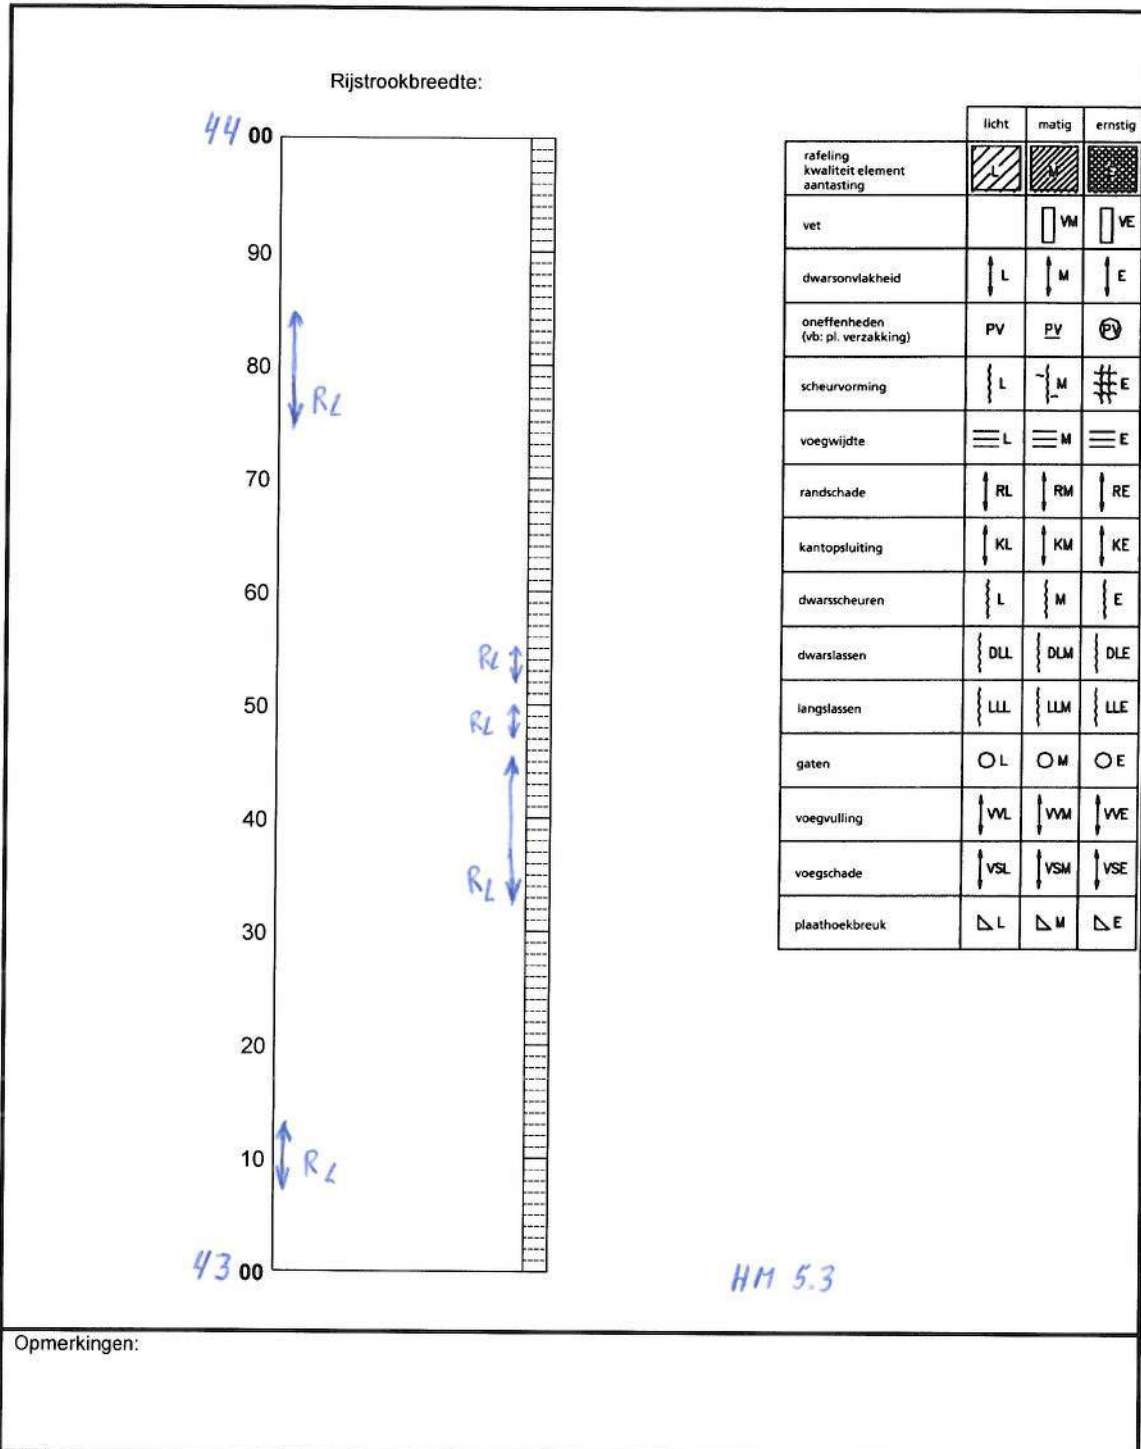 Rijstrookbreedte:
44 00
90
80
RL
70
60
RL
50
RL
40
RL
30
20
10
RL
43 00
HM 5.3
licht matig ernstig
rafeling
kwaliteit element
aantasting
L M E
vet VM VE
dwarsonvlakheid L M E
oneffenheden
(vb: pl. verzakking) PV PV PV
scheurvorming L M E
voegwijdte L M E
randschade RL RM RE
kantopsluiting KL KM KE
dwarsscheuren L M E
dwarslassen DLL DLM DLE
langslassen LLL LLM LLE
gaten L M E
voegvulling VVL VVM VVE
voegschade VSL VSM VSE
plaathoekbreuk L M E
Opmerkingen: